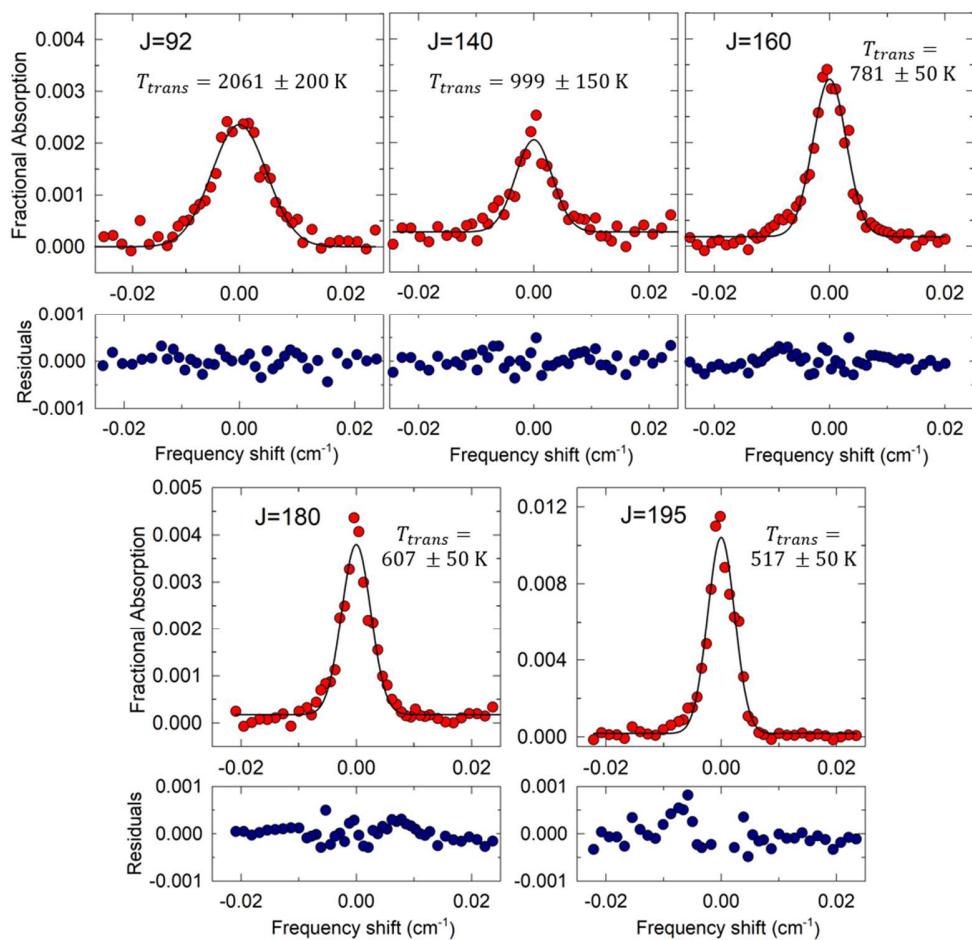 J=92
T_trans = 2061 ± 200 K
J=140
T_trans = 999 ± 150 K
J=160
T_trans =
781 ± 50 K
Fractional Absorption
0.004
0.003
0.002
0.001
0.000
-0.02 0.00 0.02
-0.02 0.00 0.02
-0.02 0.00 0.02
Residuals
0.001
0.000
-0.001
-0.02 0.00 0.02
-0.02 0.00 0.02
-0.02 0.00 0.02
Frequency shift (cm⁻¹)
Frequency shift (cm⁻¹)
Frequency shift (cm⁻¹)
J=180
T_trans =
607 ± 50 K
Fractional Absorption
0.005
0.004
0.003
0.002
0.001
0.000
-0.02 0.00 0.02
Residuals
0.001
0.000
-0.001
-0.02 0.00 0.02
Frequency shift (cm⁻¹)
J=195
T_trans =
517 ± 50 K
0.012
0.008
0.004
0.000
-0.02 0.00 0.02
0.001
0.000
-0.001
-0.02 0.00 0.02
Frequency shift (cm⁻¹)